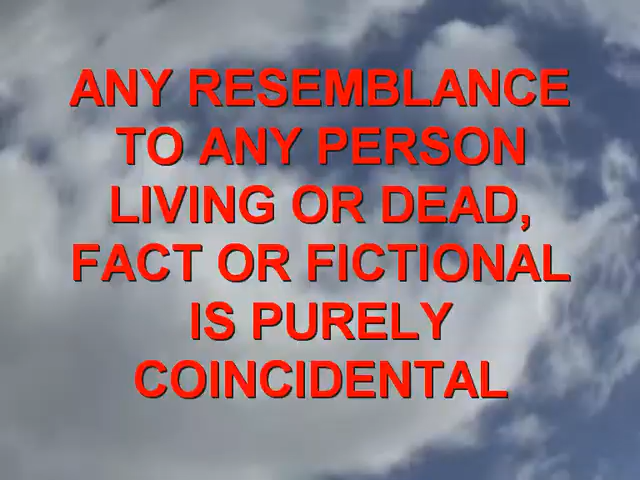 ANY RESEMBLANCE
TO ANY PERSON
LIVING OR DEAD,
FACT OR FICTIONAL
IS PURELY
COINCIDENTAL